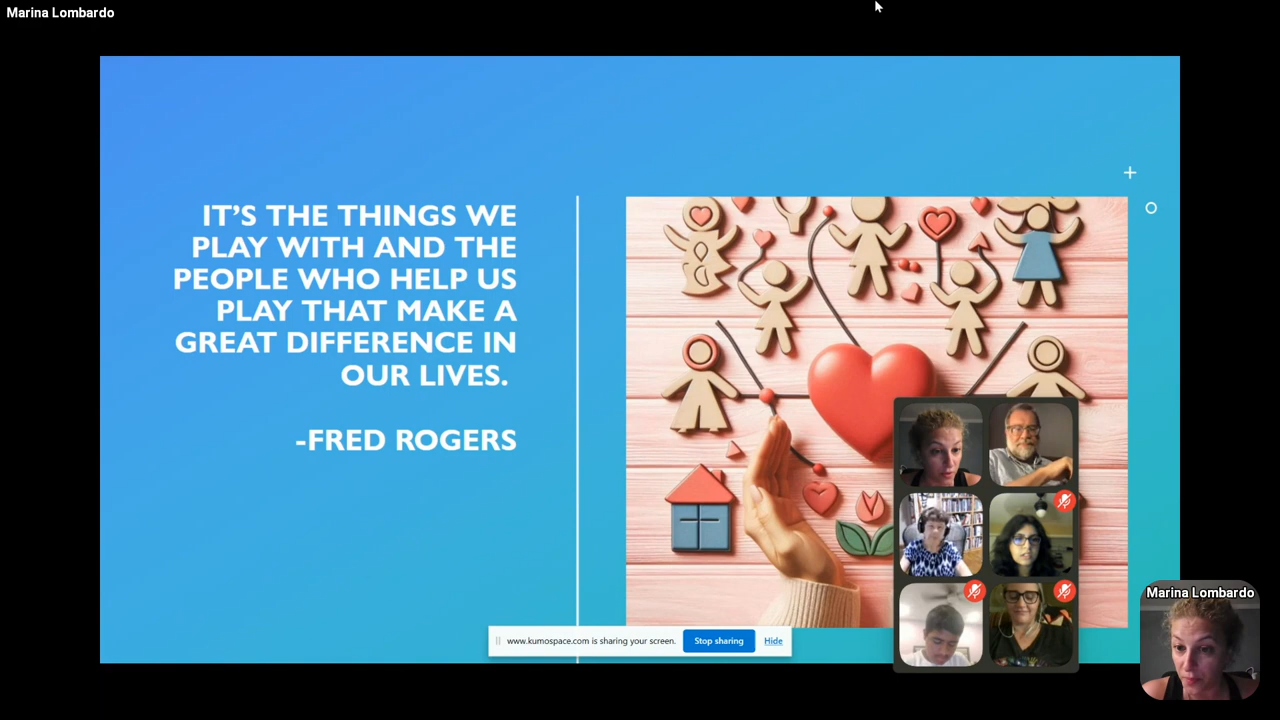 Marina Lombardo
IT’S THE THINGS WE
PLAY WITH AND THE
PEOPLE WHO HELP US
PLAY THAT MAKE A
GREAT DIFFERENCE IN
OUR LIVES.
-FRED ROGERS
www.kumospace.com is sharing your screen.
Stop sharing
Hide
Marina Lombardo